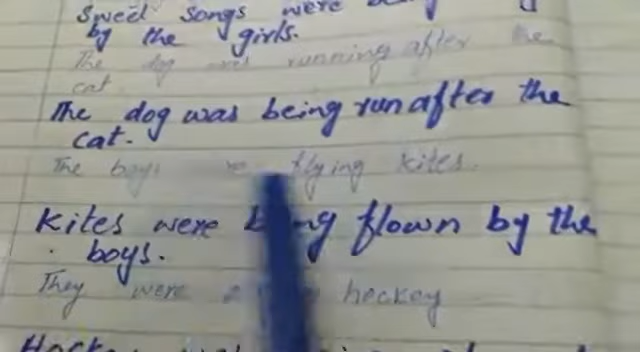 Sweet songs were
by the girls.
The dog was running after the
cat
The dog was being run after the
cat.
The boys flying kites.
Kites were being flown by the
boys.
They were hockey